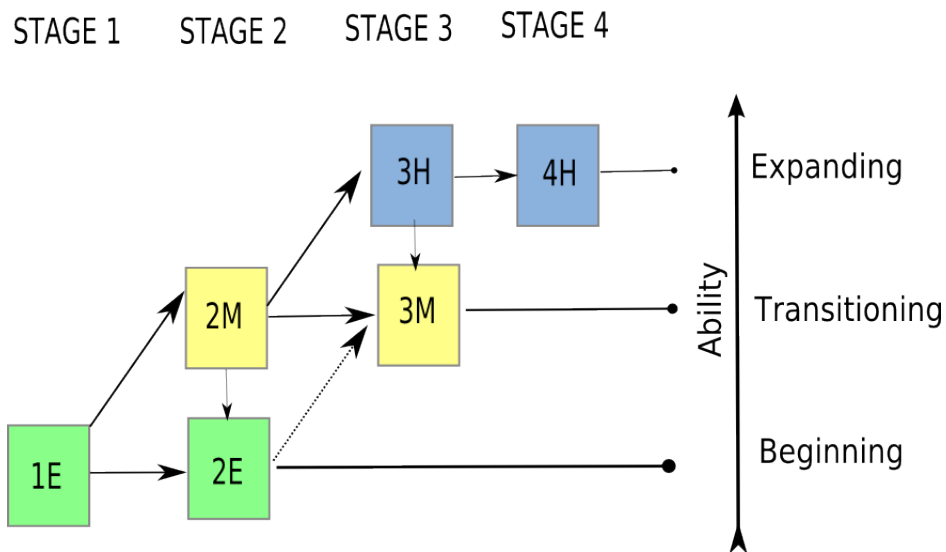 STAGE 1
STAGE 2
STAGE 3
STAGE 4
3H
4H
Expanding
2M
3M
Ability
Transitioning
1E
2E
Beginning